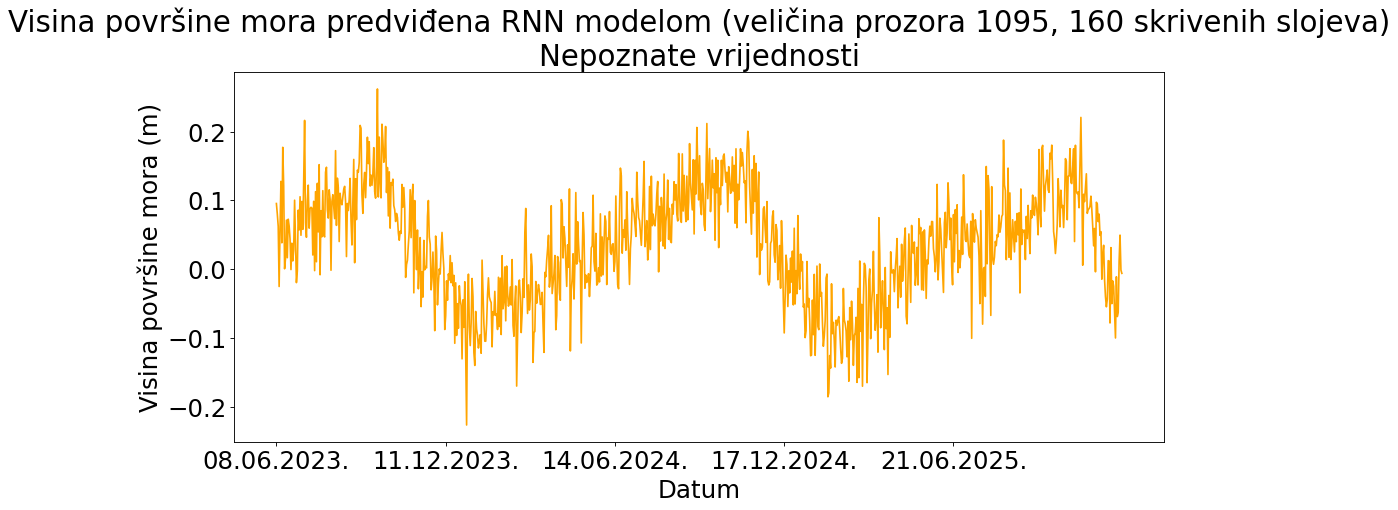 Visina površine mora predviđena RNN modelom (veličina prozora 1095, 160 skrivenih slojeva)
Nepoznate vrijednosti
Visina površine mora (m)
0.2
0.1
0.0
−0.1
−0.2
08.06.2023. 11.12.2023. 14.06.2024. 17.12.2024. 21.06.2025.
Datum